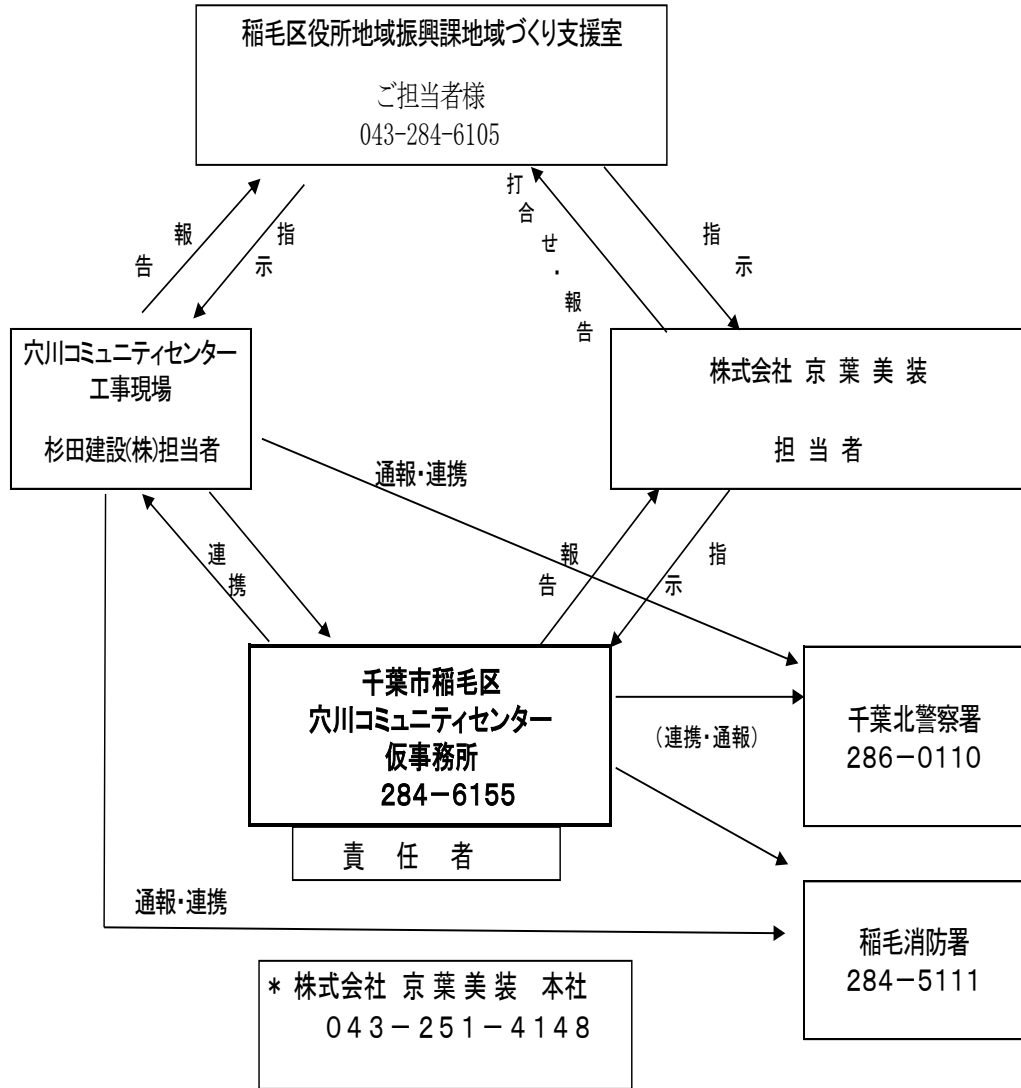 稲毛区役所地域振興課地域づくり支援室
ご担当者様
043-284-6105
報告
指示
打合せ・報告
指示
穴川コミュニティセンター
工事現場
杉田建設(株)担当者
株式会社 京 葉 美 装
担 当 者
通報・連携
連携
報告
指示
千葉市稲毛区
穴川コミュニティセンター
仮事務所
284－6155
責 任 者
(連携・通報)
千葉北警察署
286－0110
通報・連携
稲毛消防署
284－5111
* 株式会社 京 葉 美 装 本社
043－251－4148